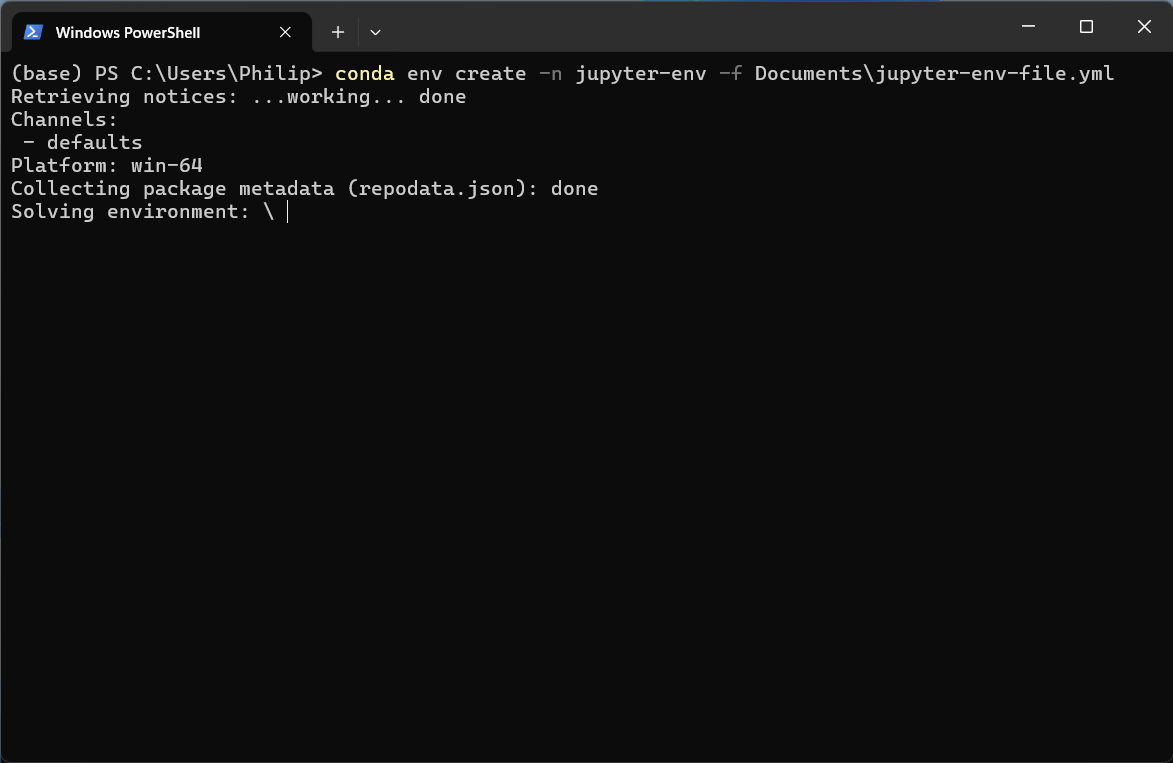 Windows PowerShell
(base) PS C:\Users\Philip> conda env create -n jupyter-env -f Documents\jupyter-env-file.yml
Retrieving notices: ...working... done
Channels:
 - defaults
Platform: win-64
Collecting package metadata (repodata.json): done
Solving environment: \